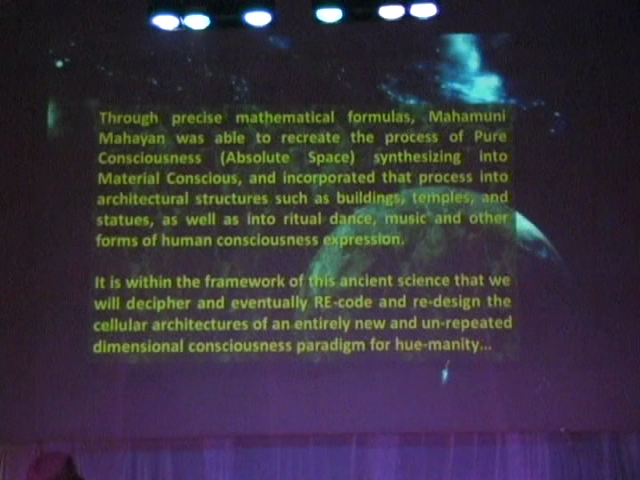 Through precise mathematical formulas, Mahamuni
Mahayan was able to recreate the process of Pure
Consciousness (Absolute Space) synthesizing into
Material Conscious, and incorporated that process into
architectural structures such as buildings, temples, and
statues, as well as into ritual dance, music and other
forms of human consciousness expression.
It is within the framework of this ancient science that we
will decipher and eventually RE-code and re-design the
cellular architectures of an entirely new and un-repeated
dimensional consciousness paradigm for hue-manity...